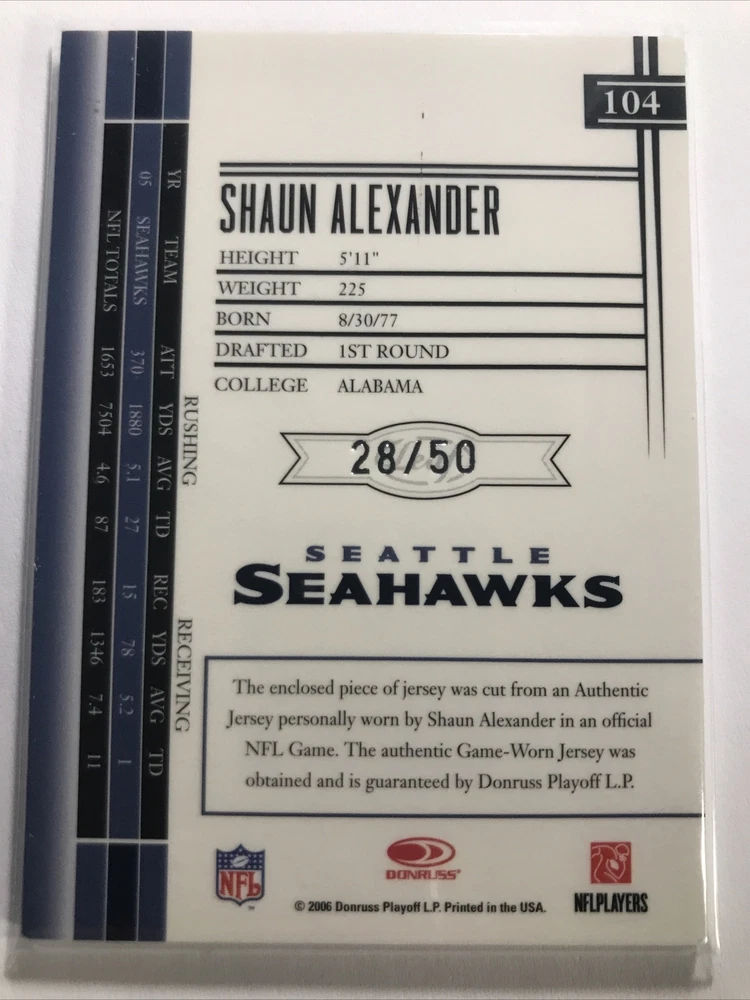 104
SHAUN ALEXANDER
HEIGHT 5'11"
WEIGHT 225
BORN 8/30/77
DRAFTED 1ST ROUND
COLLEGE ALABAMA
Leaf
28/50
SEATTLE
SEAHAWKS
The enclosed piece of jersey was cut from an Authentic
Jersey personally worn by Shaun Alexander in an official
NFL Game. The authentic Game-Worn Jersey was
obtained and is guaranteed by Donruss Playoff L.P.
NFL
TM
DONRUSS
© 2006 Donruss Playoff L.P. Printed in the USA.
NFLPLAYERS
RUSHING RECEIVING
YR TEAM ATT YDS AVG TD REC YDS AVG TD
05 SEAHAWKS 370 1880 5.1 27 15 78 5.2 1
NFL TOTALS 1653 7504 4.6 87 183 1346 7.4 11